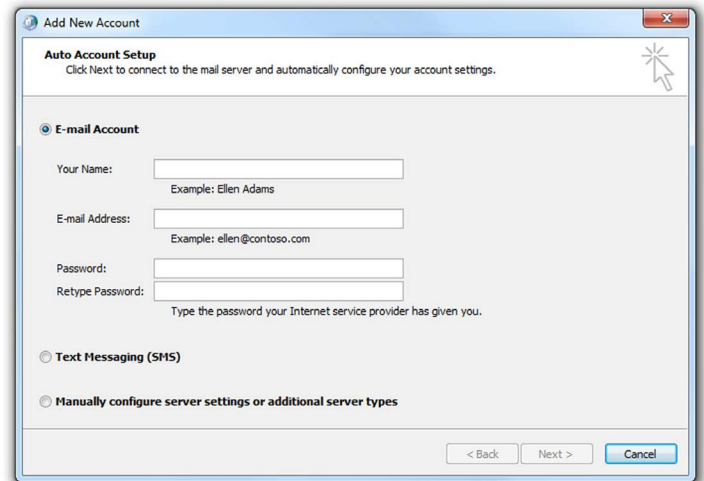 Add New Account
Auto Account Setup
Click Next to connect to the mail server and automatically configure your account settings.
E-mail Account
Your Name:
Example: Ellen Adams
E-mail Address:
Example: ellen@contoso.com
Password:
Retype Password:
Type the password your Internet service provider has given you.
Text Messaging (SMS)
Manually configure server settings or additional server types
< Back Next > Cancel